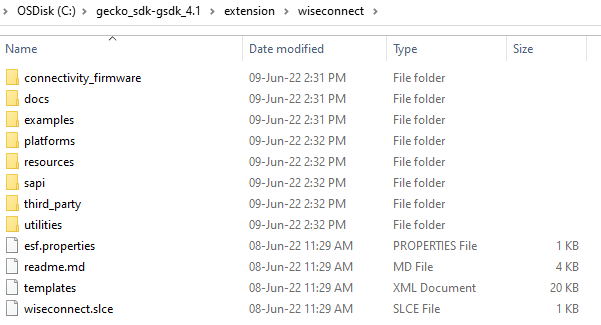 OSDisk (C:) > gecko_sdk-gsdk_4.1 > extension > wiseconnect >
Name Date modified Type Size
connectivity_firmware 09-Jun-22 2:31 PM File folder
docs 09-Jun-22 2:31 PM File folder
examples 09-Jun-22 2:31 PM File folder
platforms 09-Jun-22 2:32 PM File folder
resources 09-Jun-22 2:32 PM File folder
sapi 09-Jun-22 2:32 PM File folder
third_party 09-Jun-22 2:32 PM File folder
utilities 09-Jun-22 2:32 PM File folder
esf.properties 08-Jun-22 11:29 AM PROPERTIES File 1 KB
readme.md 08-Jun-22 11:29 AM MD File 4 KB
templates 08-Jun-22 11:29 AM XML Document 20 KB
wiseconnect.slce 08-Jun-22 11:29 AM SLCE File 1 KB